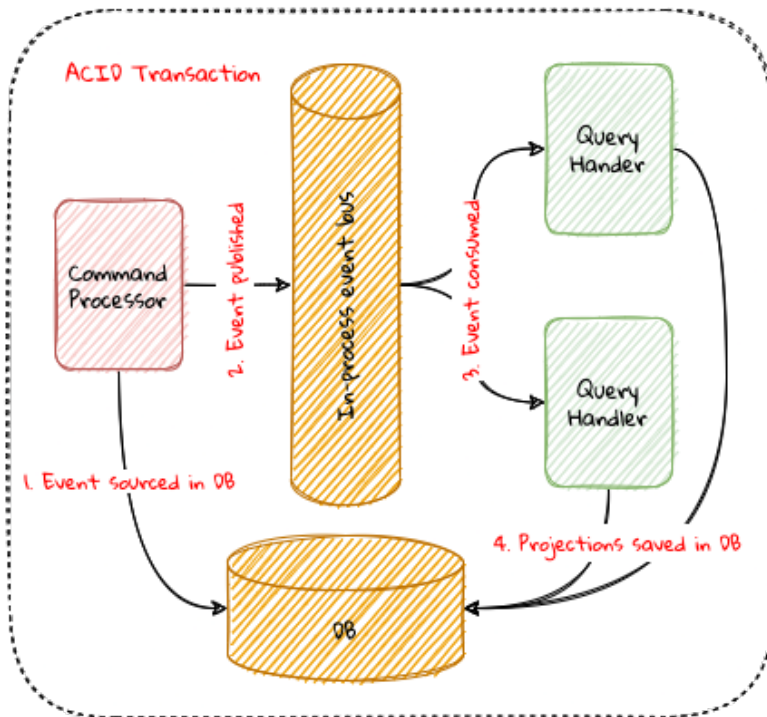 ACID Transaction
Command
Processor
2. Event published
In-process event bus
3. Event consumed
Query
Hander
Query
Handler
1. Event sourced in DB
4. Projections saved in DB
DB